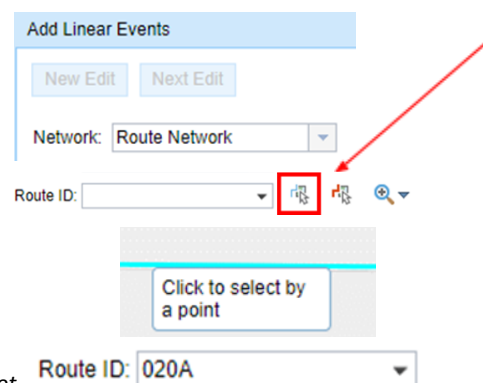 Add Linear Events
New Edit Next Edit
Network: Route Network
Route ID:
Click to select by
a point
Route ID: 020A